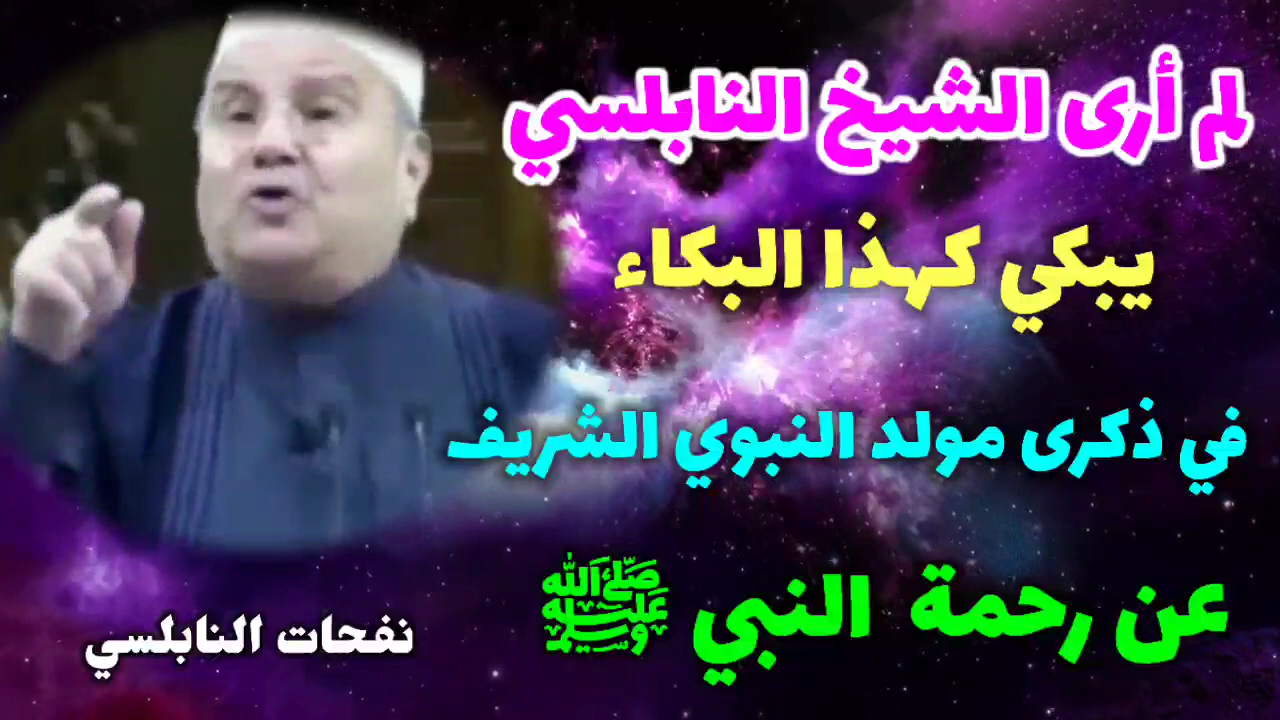 لم أرى الشيخ النابلسي
يبكي كهذا البكاء
في ذكرى مولد النبوي الشريف
عن رحمة النبي ﷺ
نفحات النابلسي